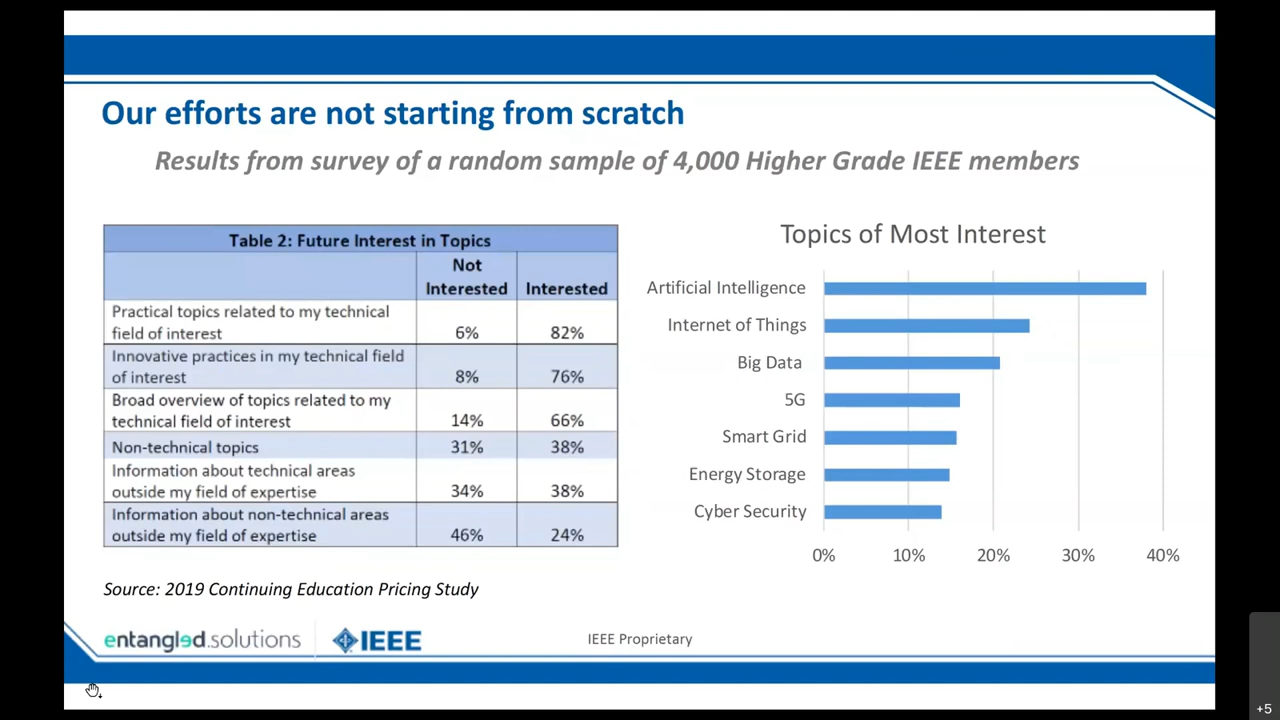 Our efforts are not starting from scratch
Results from survey of a random sample of 4,000 Higher Grade IEEE members
Table 2: Future Interest in Topics
Not
Interested
Interested
Practical topics related to my technical
field of interest
6%
82%
Innovative practices in my technical field
of interest
8%
76%
Broad overview of topics related to my
technical field of interest
14%
66%
Non-technical topics
31%
38%
Information about technical areas
outside my field of expertise
34%
38%
Information about non-technical areas
outside my field of expertise
46%
24%
Source: 2019 Continuing Education Pricing Study
Topics of Most Interest
Artificial Intelligence
Internet of Things
Big Data
5G
Smart Grid
Energy Storage
Cyber Security
0% 10% 20% 30% 40%
entangled.solutions
IEEE
IEEE Proprietary
+5